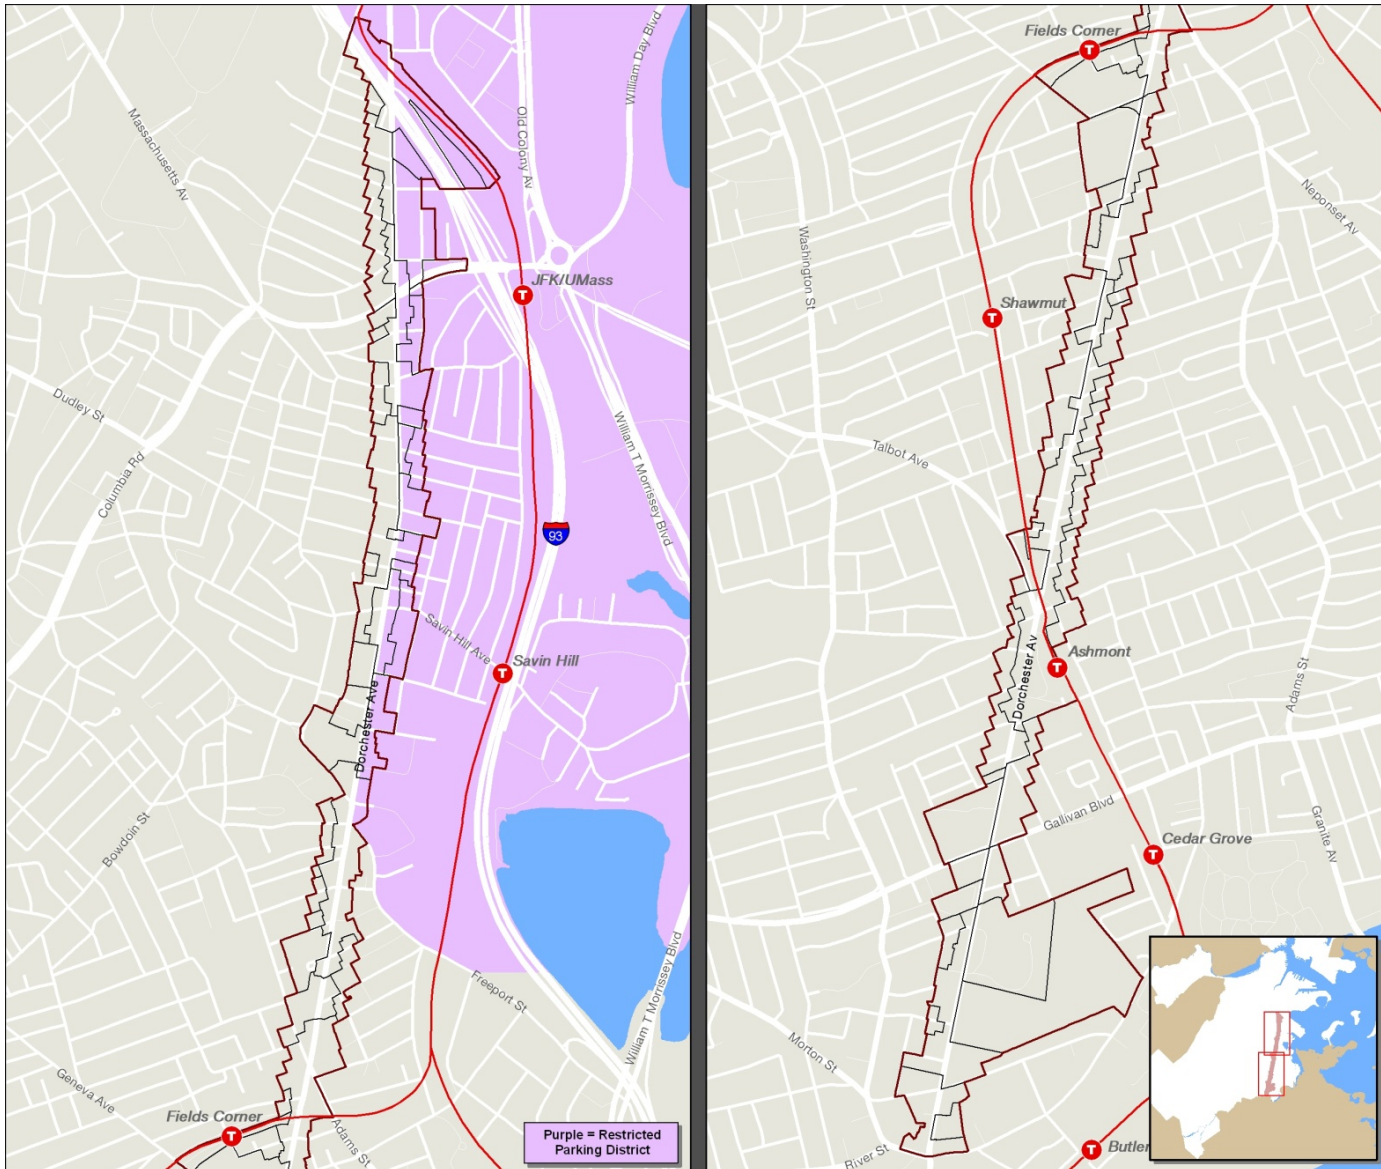 William Day Blvd
Old Colony Av
Massachusetts Av
JFK/UMass
T
Dudley St
Columbia Rd
William T Morrissey Blvd
93
Savin Hill Ave
Savin Hill
T
Dorchester Ave
Bowdoin St
Freeport St
William T Morrissey Blvd
Geneva Ave
Fields Corner
T
Adams St
Purple = Restricted
Parking District
Fields Corner
T
Neponset Av
Washington St
Shawmut
T
Talbot Ave
Ashmont
T
Dorchester Av
Adams St
Gallivan Blvd
Granite Av
Cedar Grove
T
Morton St
River St
T
Butler